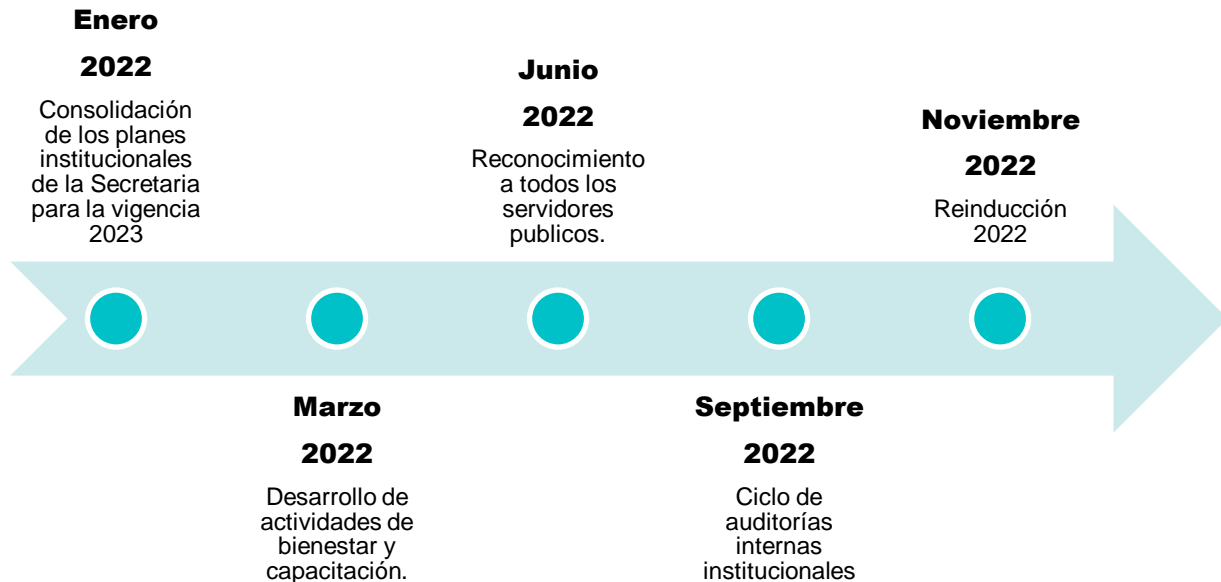 Enero
2022
Consolidación
de los planes
institucionales
de la Secretaria
para la vigencia
2023
Marzo
2022
Desarrollo de
actividades de
bienestar y
capacitación.
Junio
2022
Reconocimiento
a todos los
servidores
publicos.
Septiembre
2022
Ciclo de
auditorías
internas
institucionales
Noviembre
2022
Reinducción
2022